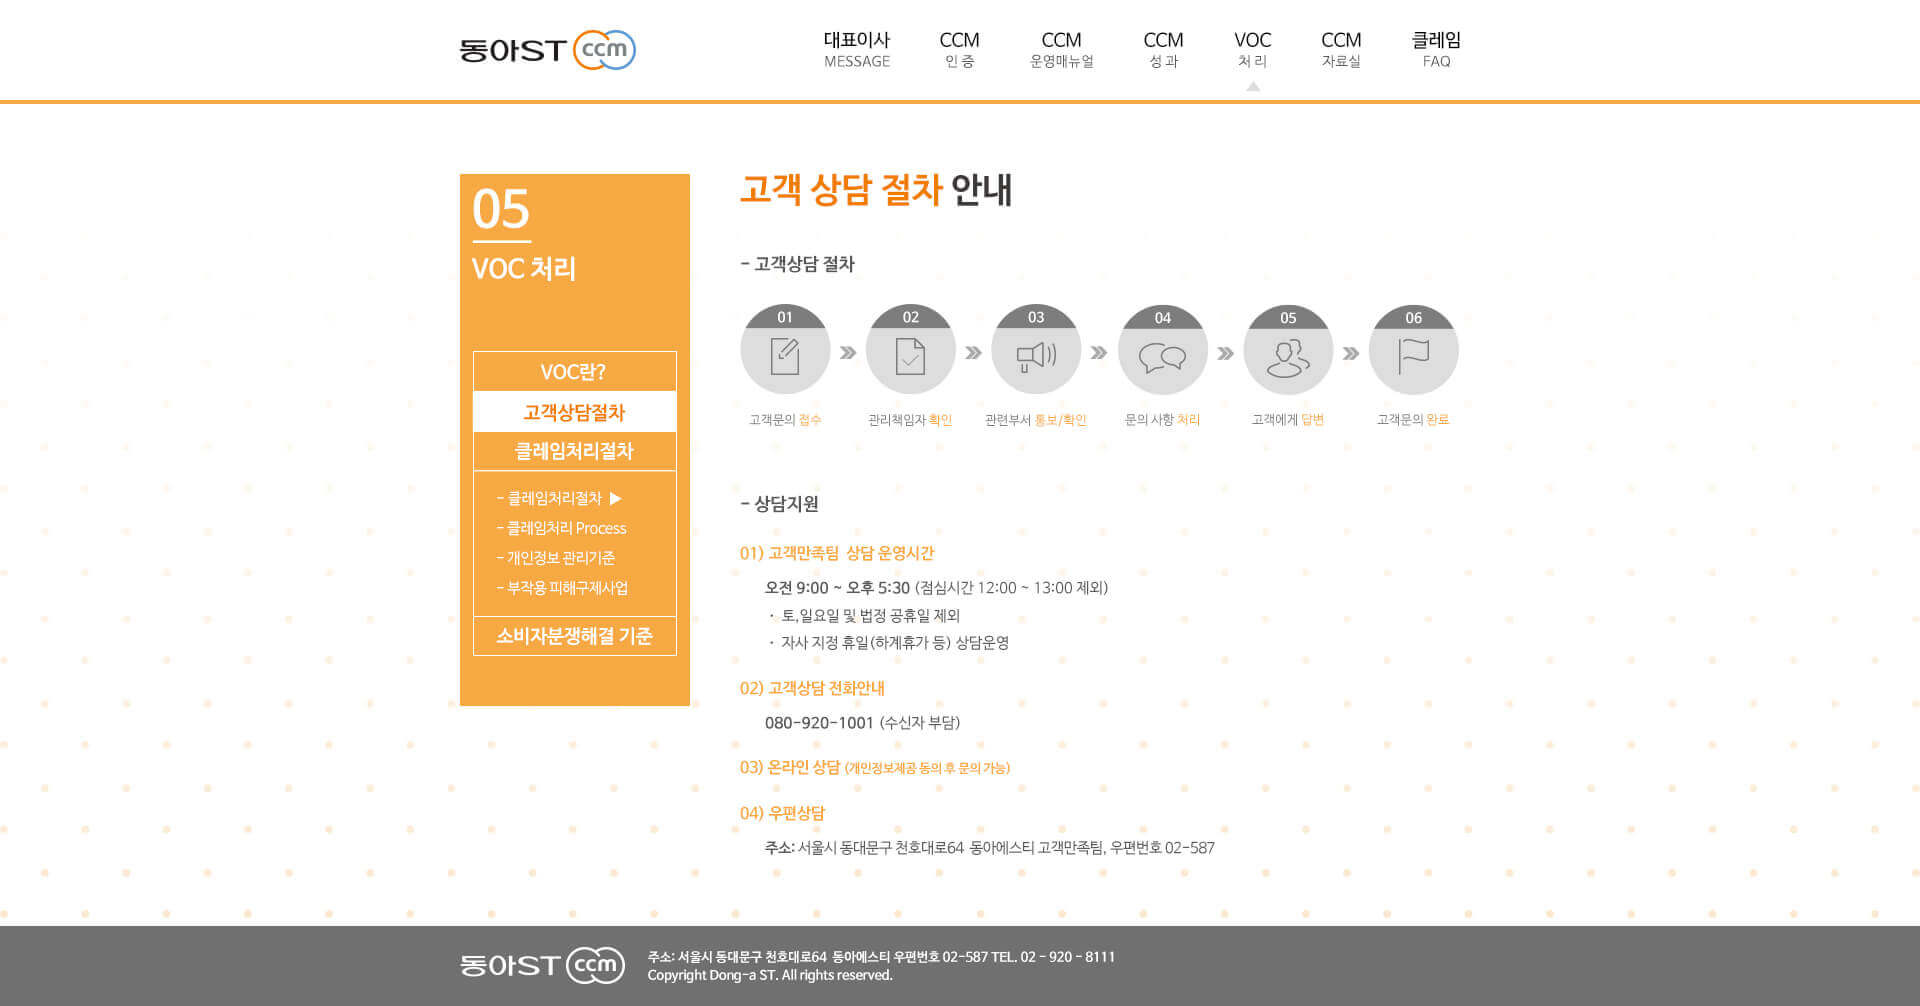 동아ST ccm
대표이사 CCM CCM CCM VOC CCM 클레임
MESSAGE 인 증 운영매뉴얼 성 과 처 리 자료실 FAQ
05
VOC 처리
VOC란?
고객상담절차
클레임처리절차
- 클레임처리절차 ▶
- 클레임처리 Process
- 개인정보 관리기준
- 부작용 피해구제사업
소비자분쟁해결 기준
고객 상담 절차 안내
- 고객상담 절차
01 02 03 04 05 06
고객문의 접수 관리책임자 확인 관련부서 통보/확인 문의 사항 처리 고객에게 답변 고객문의 완료
- 상담지원
01) 고객만족팀 상담 운영시간
오전 9:00 ~ 오후 5:30 (점심시간 12:00 ~ 13:00 제외)
· 토,일요일 및 법정 공휴일 제외
· 자사 지정 휴일(하계휴가 등) 상담운영
02) 고객상담 전화안내
080-920-1001 (수신자 부담)
03) 온라인 상담 (개인정보제공 동의 후 문의 가능)
04) 우편상담
주소: 서울시 동대문구 천호대로64 동아에스티 고객만족팀, 우편번호 02-587
동아ST ccm
주소: 서울시 동대문구 천호대로64 동아에스티 우편번호 02-587 TEL. 02 - 920 - 8111
Copyright Dong-a ST. All rights reserved.